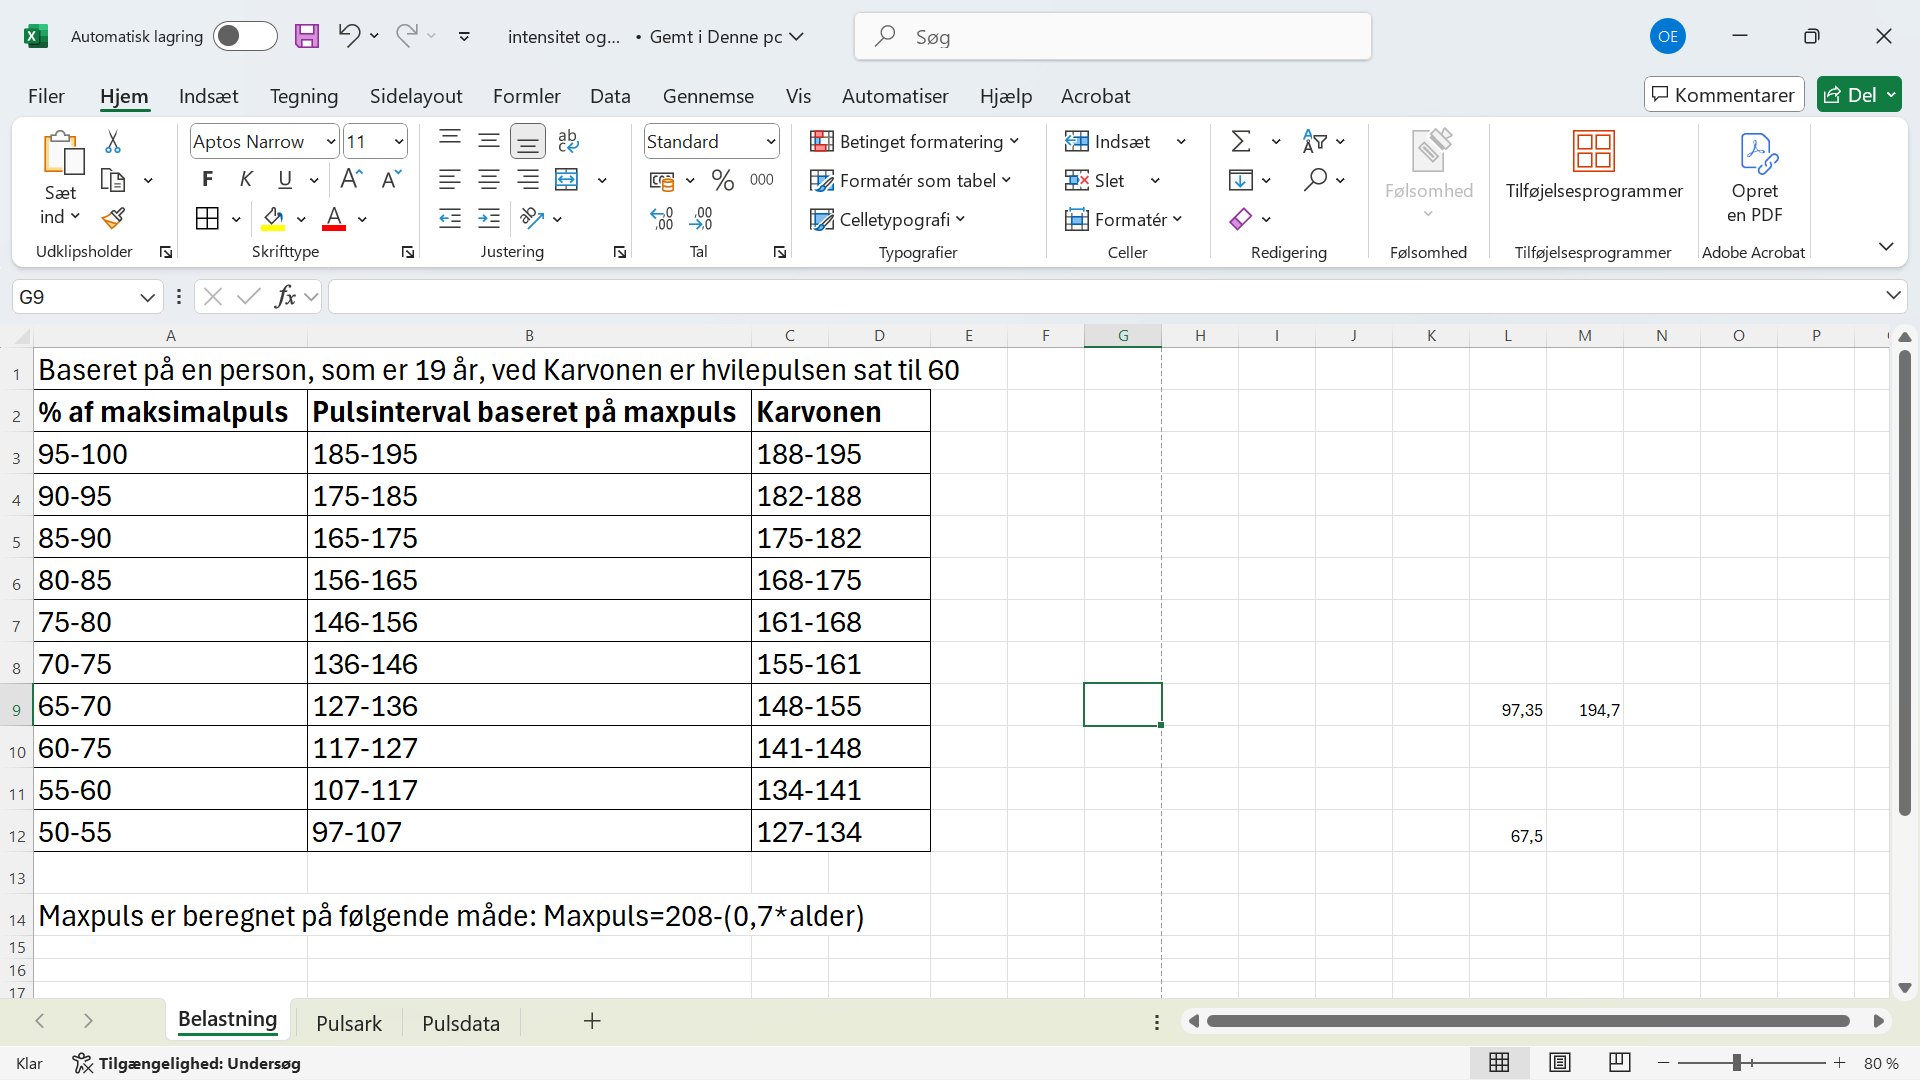 Automatisk lagring intensitet og... • Gemt i Denne pc Søg OE
Filer Hjem Indsæt Tegning Sidelayout Formler Data Gennemse Vis Automatiser Hjælp Acrobat Kommentarer Del
Sæt ind
Udklipsholder
Aptos Narrow 11
F K U A A
A
Skrifttype
ab c
Justering
Standard
% 000
,0 ,00
,00 ,0
Tal
Betinget formatering
Formatér som tabel
Celletypografi
Typografier
Indsæt
Slet
Formatér
Celler
Redigering
Følsomhed
Følsomhed
Tilføjelsesprogrammer
Tilføjelsesprogrammer
Opret
en PDF
Adobe Acrobat
G9 fx
A B C D E F G H I J K L M N O P
1 Baseret på en person, som er 19 år, ved Karvonen er hvilepulsen sat til 60
2 % af maksimalpuls Pulsinterval baseret på maxpuls Karvonen
3 95-100 185-195 188-195
4 90-95 175-185 182-188
5 85-90 165-175 175-182
6 80-85 156-165 168-175
7 75-80 146-156 161-168
8 70-75 136-146 155-161
9 65-70 127-136 148-155 97,35 194,7
10 60-75 117-127 141-148
11 55-60 107-117 134-141
12 50-55 97-107 127-134 67,5
13
14 Maxpuls er beregnet på følgende måde: Maxpuls=208-(0,7*alder)
15
16
17
Belastning Pulsark Pulsdata
Klar Tilgængelighed: Undersøg 80 %